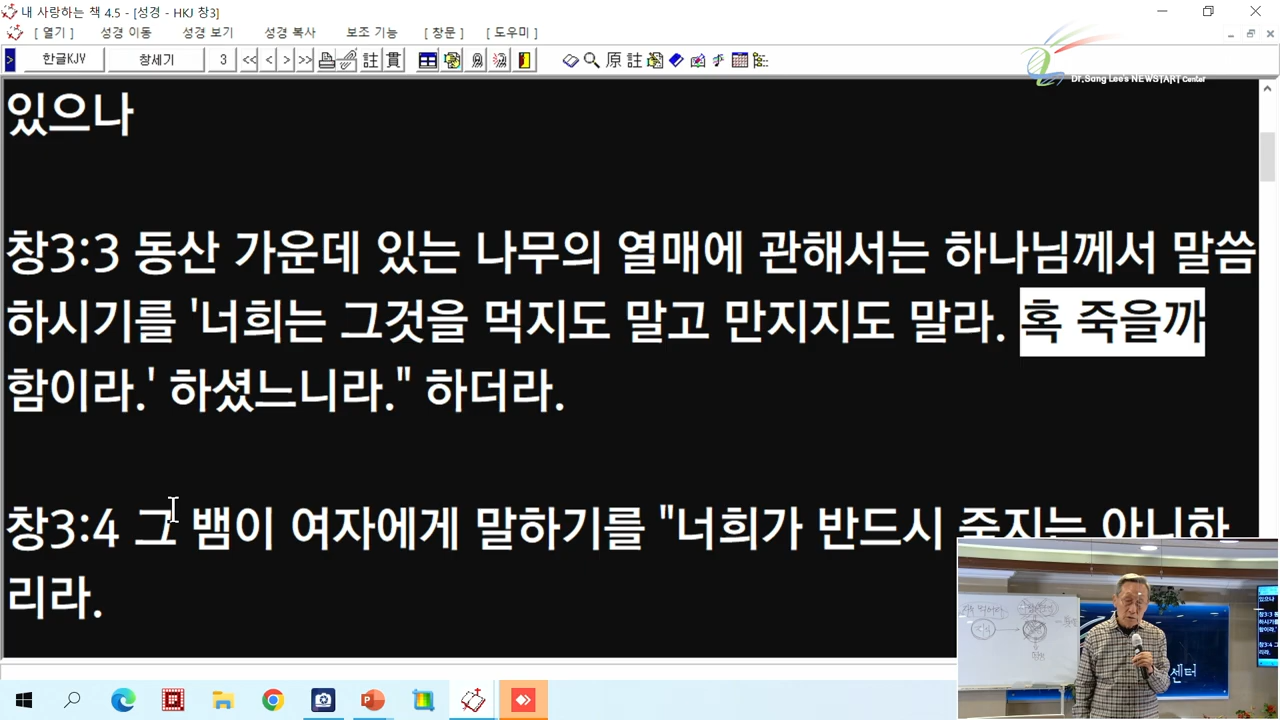 내 사랑하는 책 4.5 - [성경 - HKJ 창3]
[ 열기 ] 성경 이동 성경 보기 성경 복사 보조 기능 [ 창문 ] [ 도우미 ]
한글KJV 창세기 3 << < > >> 註 貫 原 註
Dr.Sang Lee's NEWSTART Center
있으나
창3:3 동산 가운데 있는 나무의 열매에 관해서는 하나님께서 말씀
하시기를 '너희는 그것을 먹지도 말고 만지지도 말라. 혹 죽을까
함이라.' 하셨느니라." 하더라.
창3:4 그 뱀이 여자에게 말하기를 "너희가 반드시 죽지는 아니하
리라.
센터